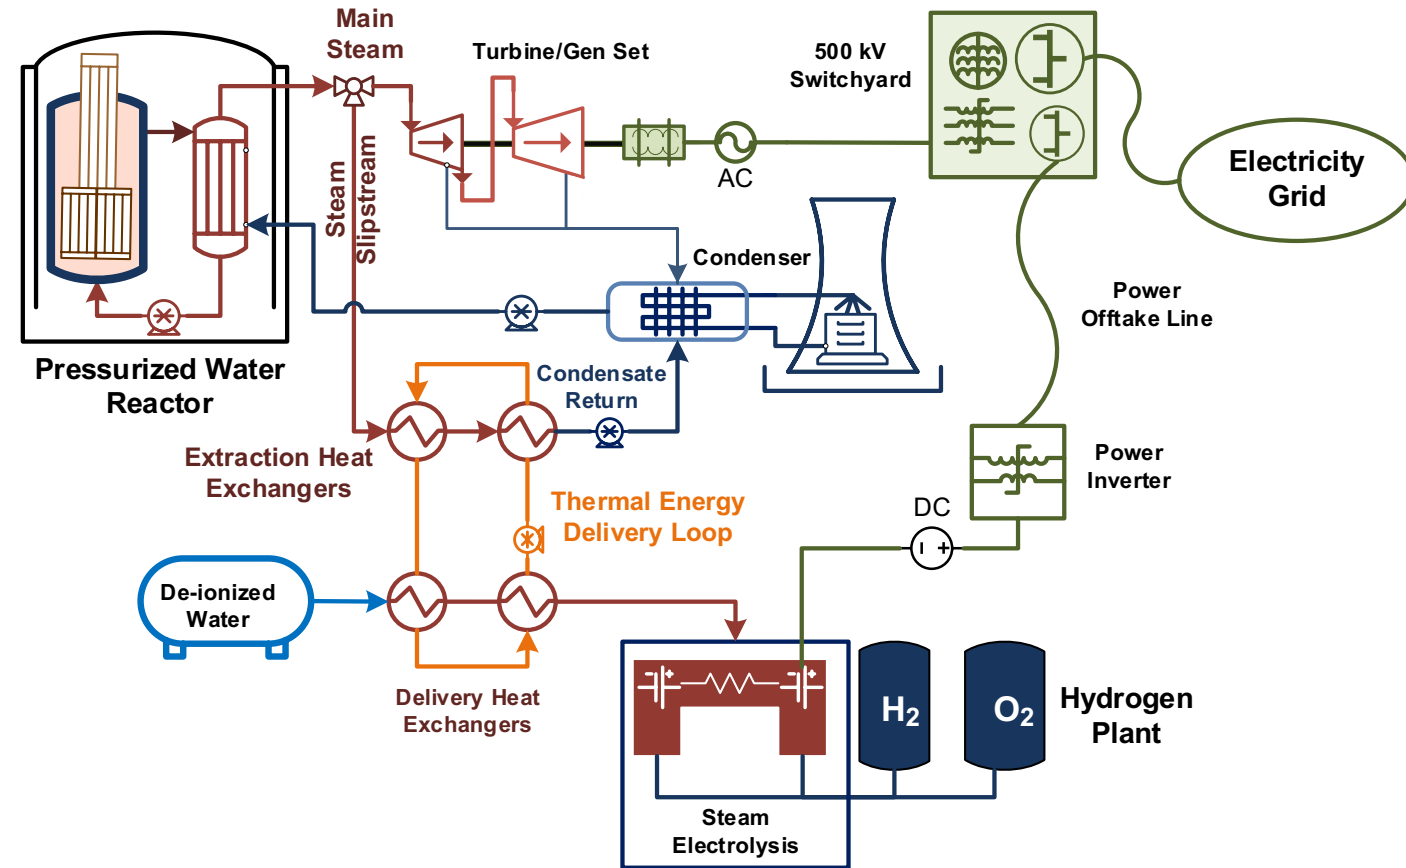 Main
Steam
Turbine/Gen Set
500 kV
Switchyard
AC
Electricity
Grid
Steam
Slipstream
Condenser
Power
Offtake Line
Pressurized Water
Reactor
Condensate
Return
Extraction Heat
Exchangers
Power
Inverter
Thermal Energy
Delivery Loop
DC
De-ionized
Water
Delivery Heat
Exchangers
H₂
O₂
Hydrogen
Plant
Steam
Electrolysis